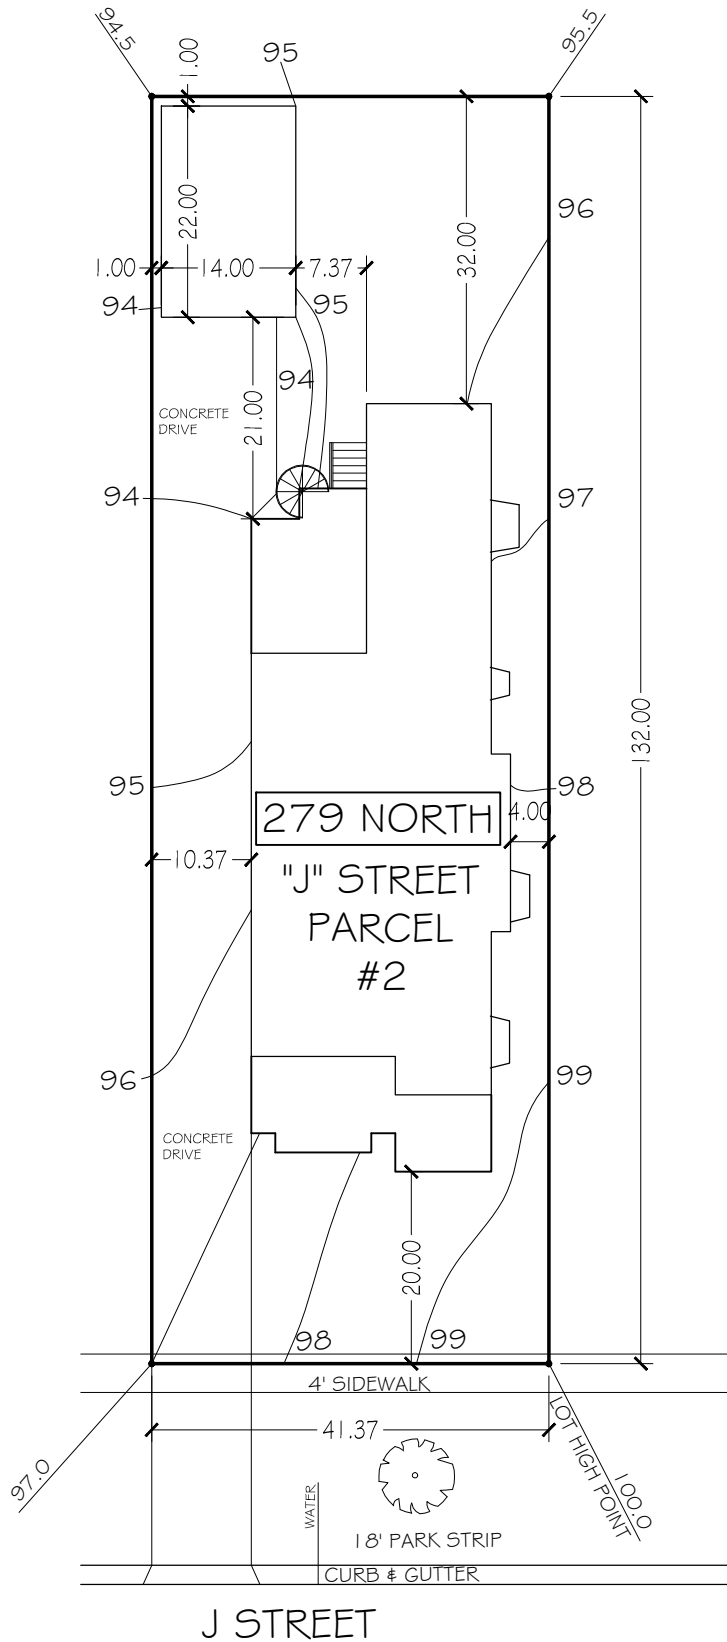 94.5
95.5
1.00
95
96
22.00
32.00
1.00
14.00
7.37
94
95
94
21.00
CONCRETE
DRIVE
94
97
132.00
95
98
4.00
279 NORTH
10.37
"J" STREET
PARCEL
#2
96
99
CONCRETE
DRIVE
20.00
98
99
4' SIDEWALK
41.37
97.0
LOT HIGH POINT
100.0
WATER
18' PARK STRIP
CURB & GUTTER
J STREET